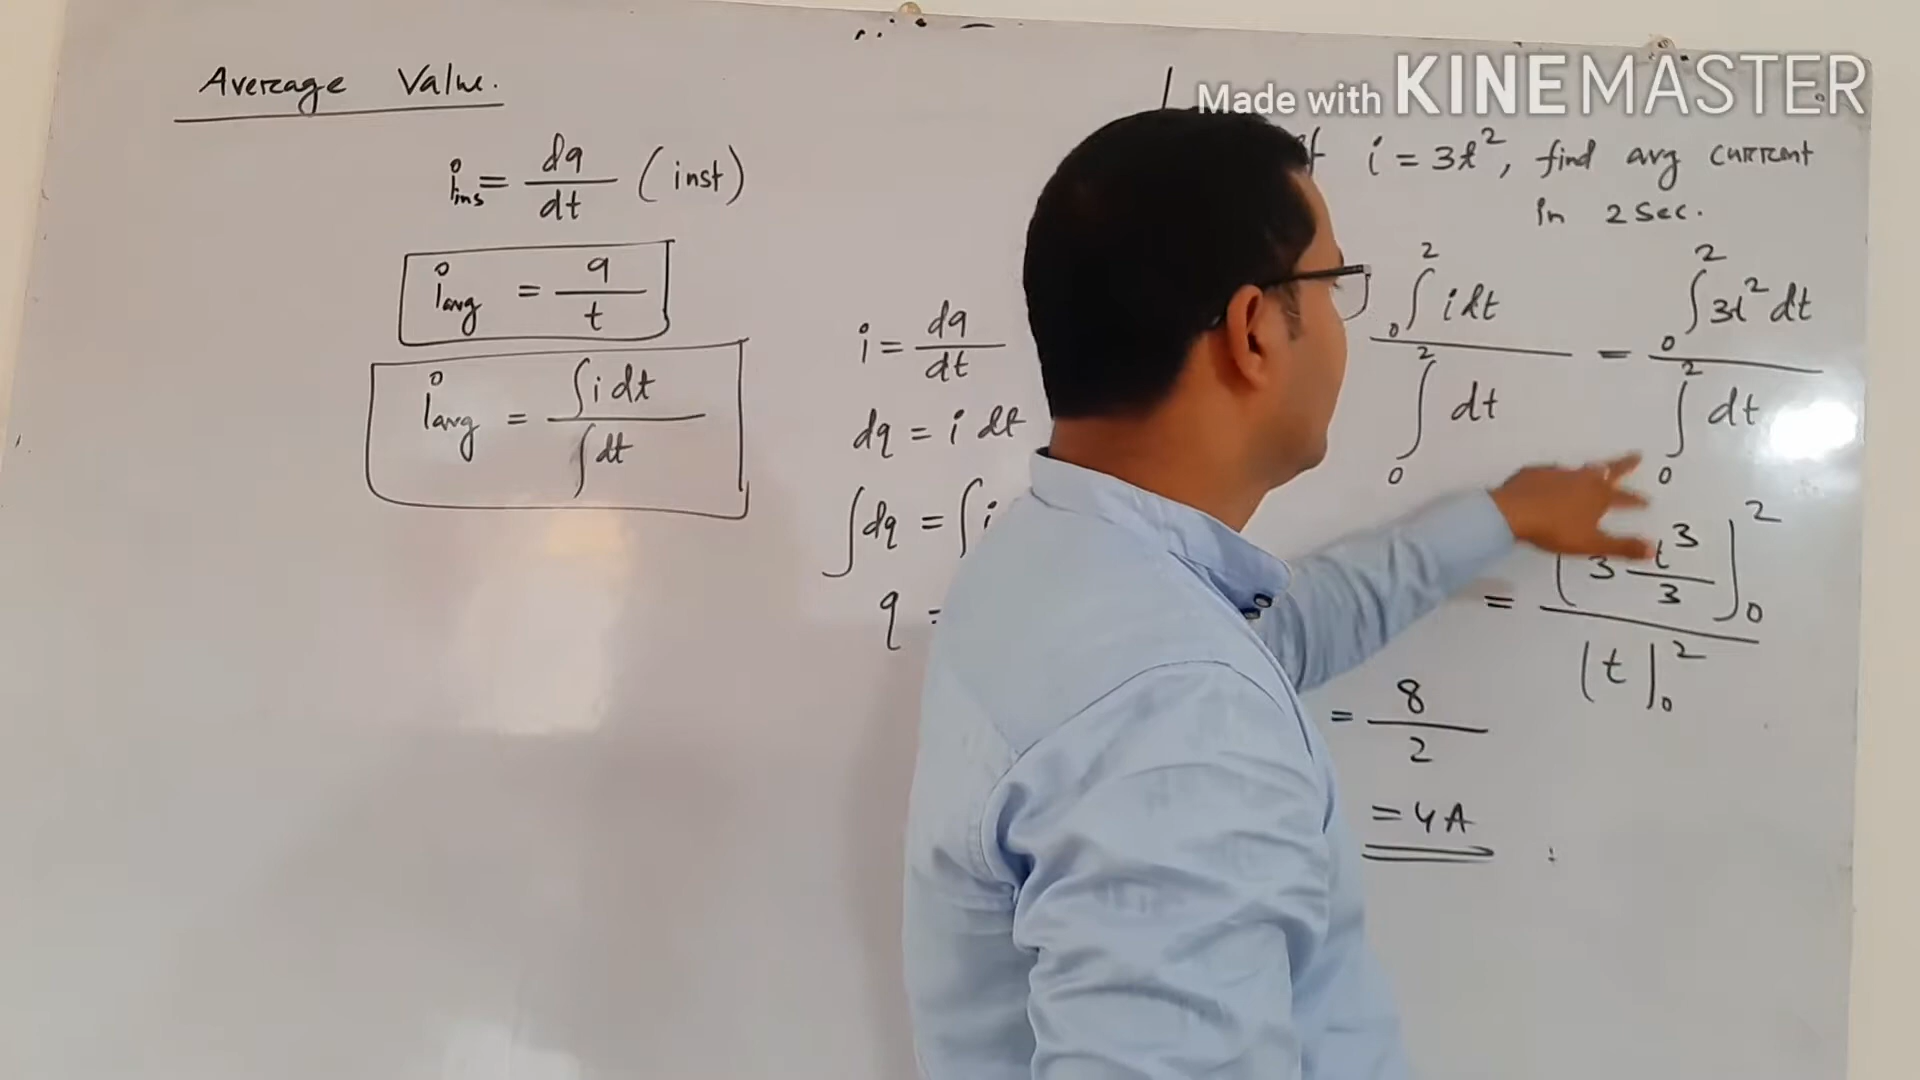 Average Value.
i_ins = dq/dt (inst)
i_avg = q/t
i_avg = ∫i dt / ∫dt
i = dq/dt
dq = i dt
∫dq = ∫i
q =
Made with KINEMASTER
i = 3t², find avg current
in 2 sec.
∫₀² i dt / ∫₀² dt = ∫₀² 3t² dt / ∫₀² dt
= [3 t³/3]₀² / [t]₀²
= 8/2
= 4A